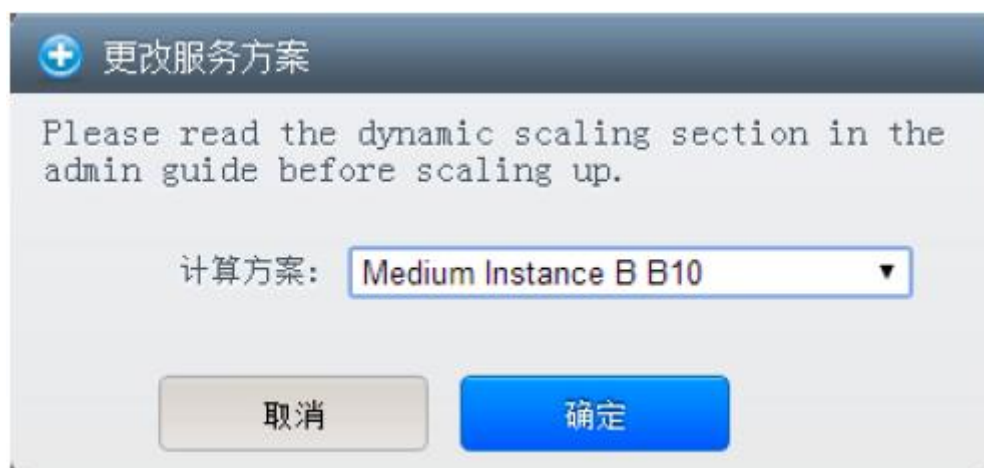 更改服务方案
Please read the dynamic scaling section in the
admin guide before scaling up.
计算方案: Medium Instance B B10
取消 确定